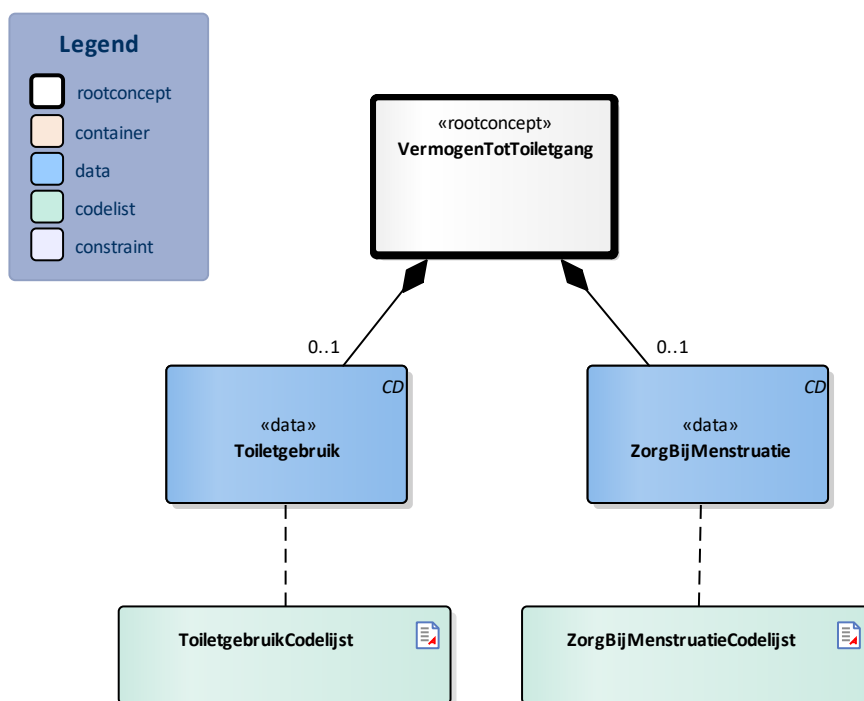 Legend
rootconcept
container
data
codelist
constraint
«rootconcept»
VermogenTotToiletgang
0..1
0..1
CD
«data»
Toiletgebruik
CD
«data»
ZorgBijMenstruatie
ToiletgebruikCodelijst
ZorgBijMenstruatieCodelijst